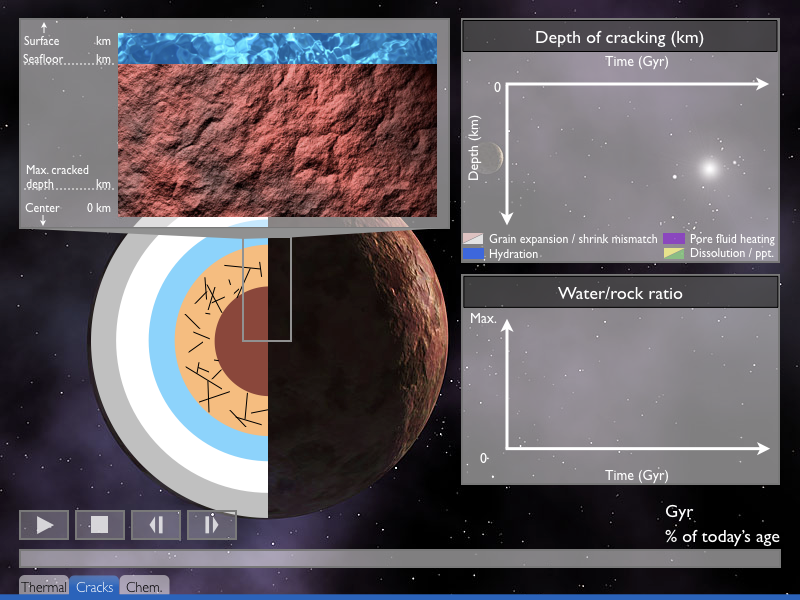 Surface km
Seafloor km
Max. cracked
depth km
Center 0 km
Depth of cracking (km)
Time (Gyr)
0
Depth (km)
Grain expansion / shrink mismatch
Pore fluid heating
Hydration
Dissolution / ppt.
Water/rock ratio
Max.
0
Time (Gyr)
Gyr
% of today's age
Thermal
Cracks
Chem.